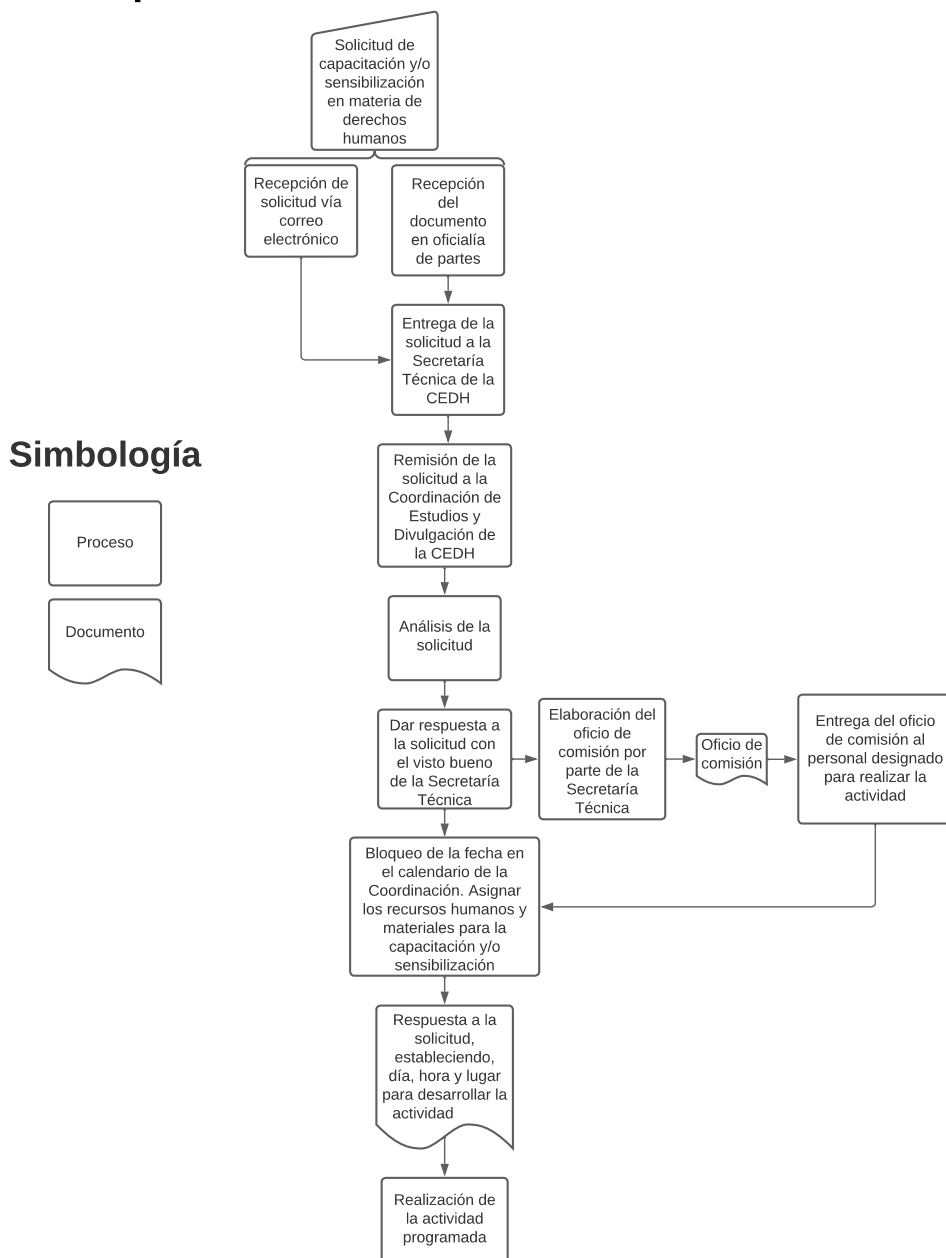 Solicitud de
capacitación y/o
sensibilización
en materia de
derechos
humanos
Recepción de
solicitud vía
correo
electrónico
Recepción
del
documento
en oficialía
de partes
Entrega de la
solicitud a la
Secretaría
Técnica de la
CEDH
Simbología
Proceso
Documento
Remisión de la
solicitud a la
Coordinación de
Estudios y
Divulgación de
la CEDH
Análisis de la
solicitud
Dar respuesta a
la solicitud con
el visto bueno
de la Secretaría
Técnica
Elaboración del
oficio de
comisión por
parte de la
Secretaría
Técnica
Oficio de
comisión
Entrega del oficio
de comisión al
personal designado
para realizar la
actividad
Bloqueo de la fecha en
el calendario de la
Coordinación. Asignar
los recursos humanos y
materiales para la
capacitación y/o
sensibilización
Respuesta a la
solicitud,
estableciendo,
día, hora y lugar
para desarrollar la
actividad
Realización de
la actividad
programada